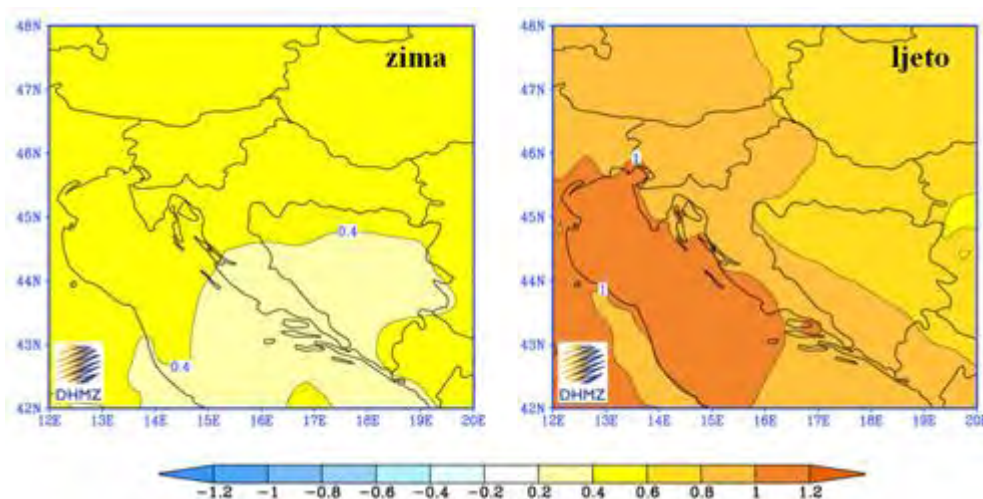 48N
47N
46N
45N
44N
43N
42N
12E 13E 14E 15E 16E 17E 18E 19E 20E
zima
0.4
0.4
DHMZ
48N
47N
46N
45N
44N
43N
42N
12E 13E 14E 15E 16E 17E 18E 19E 20E
ljeto
1
1
DHMZ
-1.2 -1 -0.8 -0.6 -0.4 -0.2 0.2 0.4 0.6 0.8 1 1.2